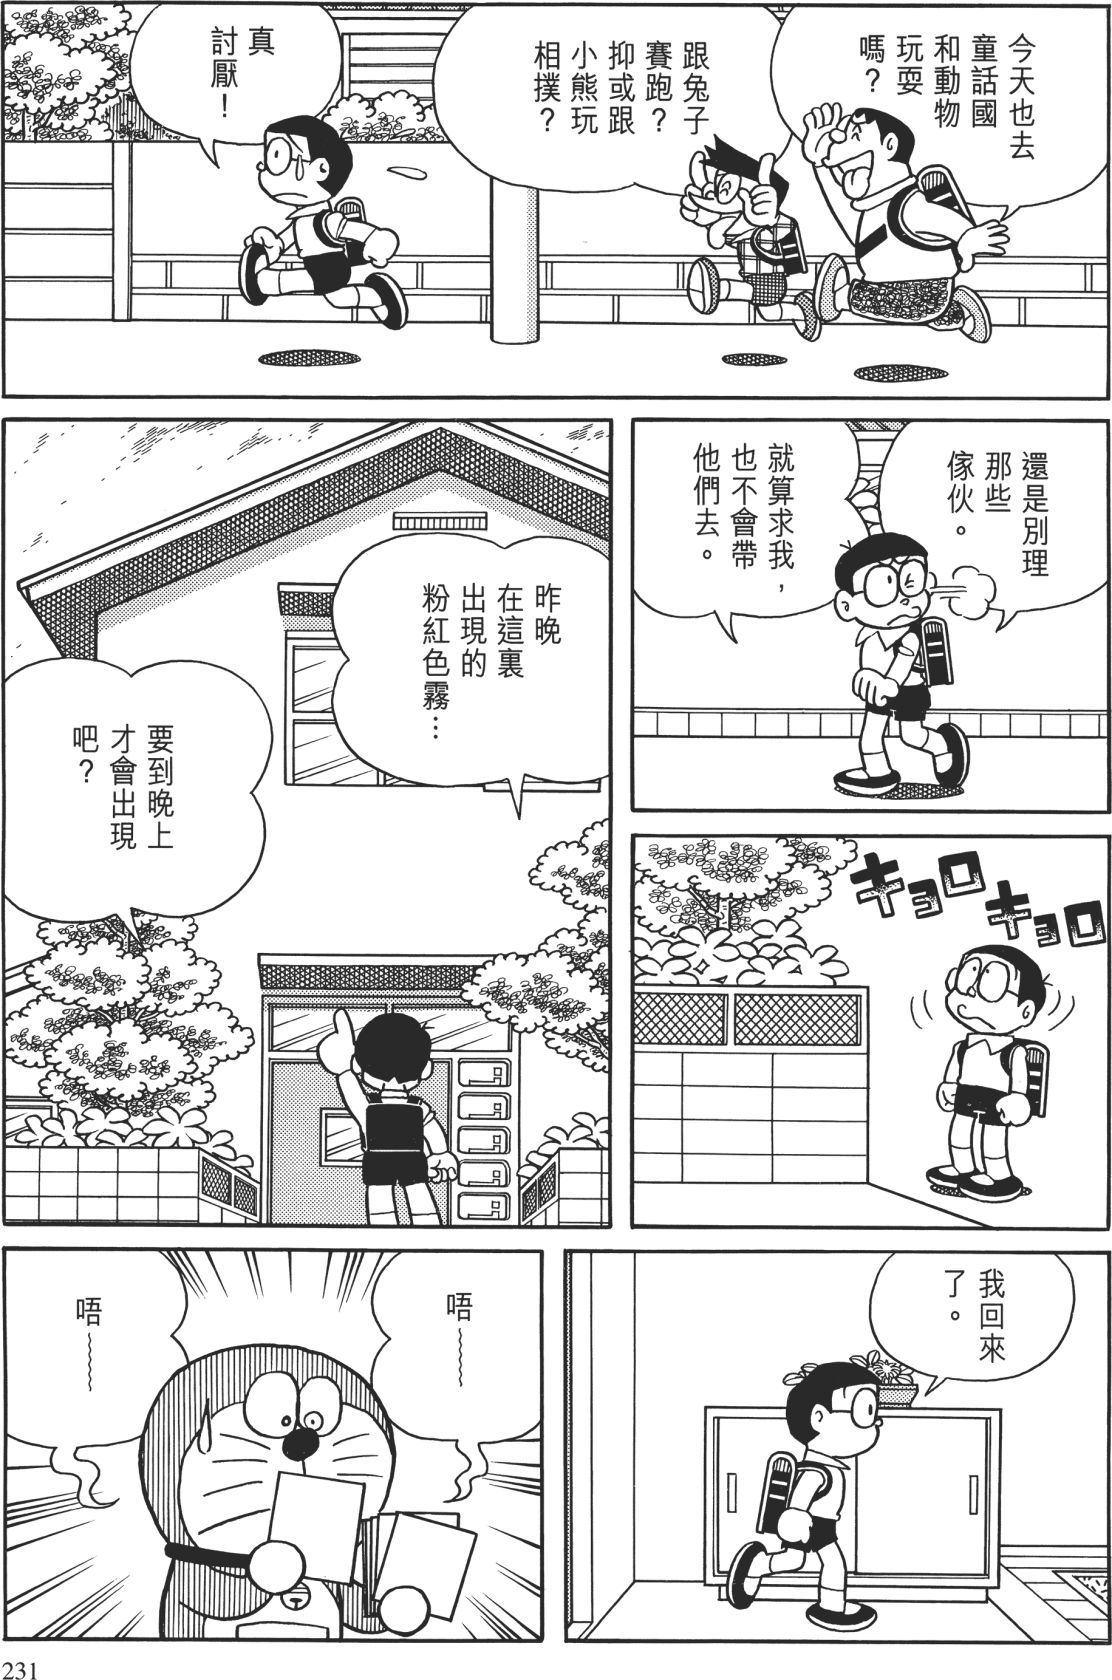 今天也去
童話國
和動物
玩耍
嗎？
跟兔子
賽跑？
抑或跟
小熊玩
相撲？
真
討厭！
還是別理
那些
傢伙。
就算求我，
也不會帶
他們去。
キョロ
キョロ
昨晚
在這裏
出現的
粉紅色霧…
要到晚上
才會出現
吧？
我回來
了。
唔～
唔～
231